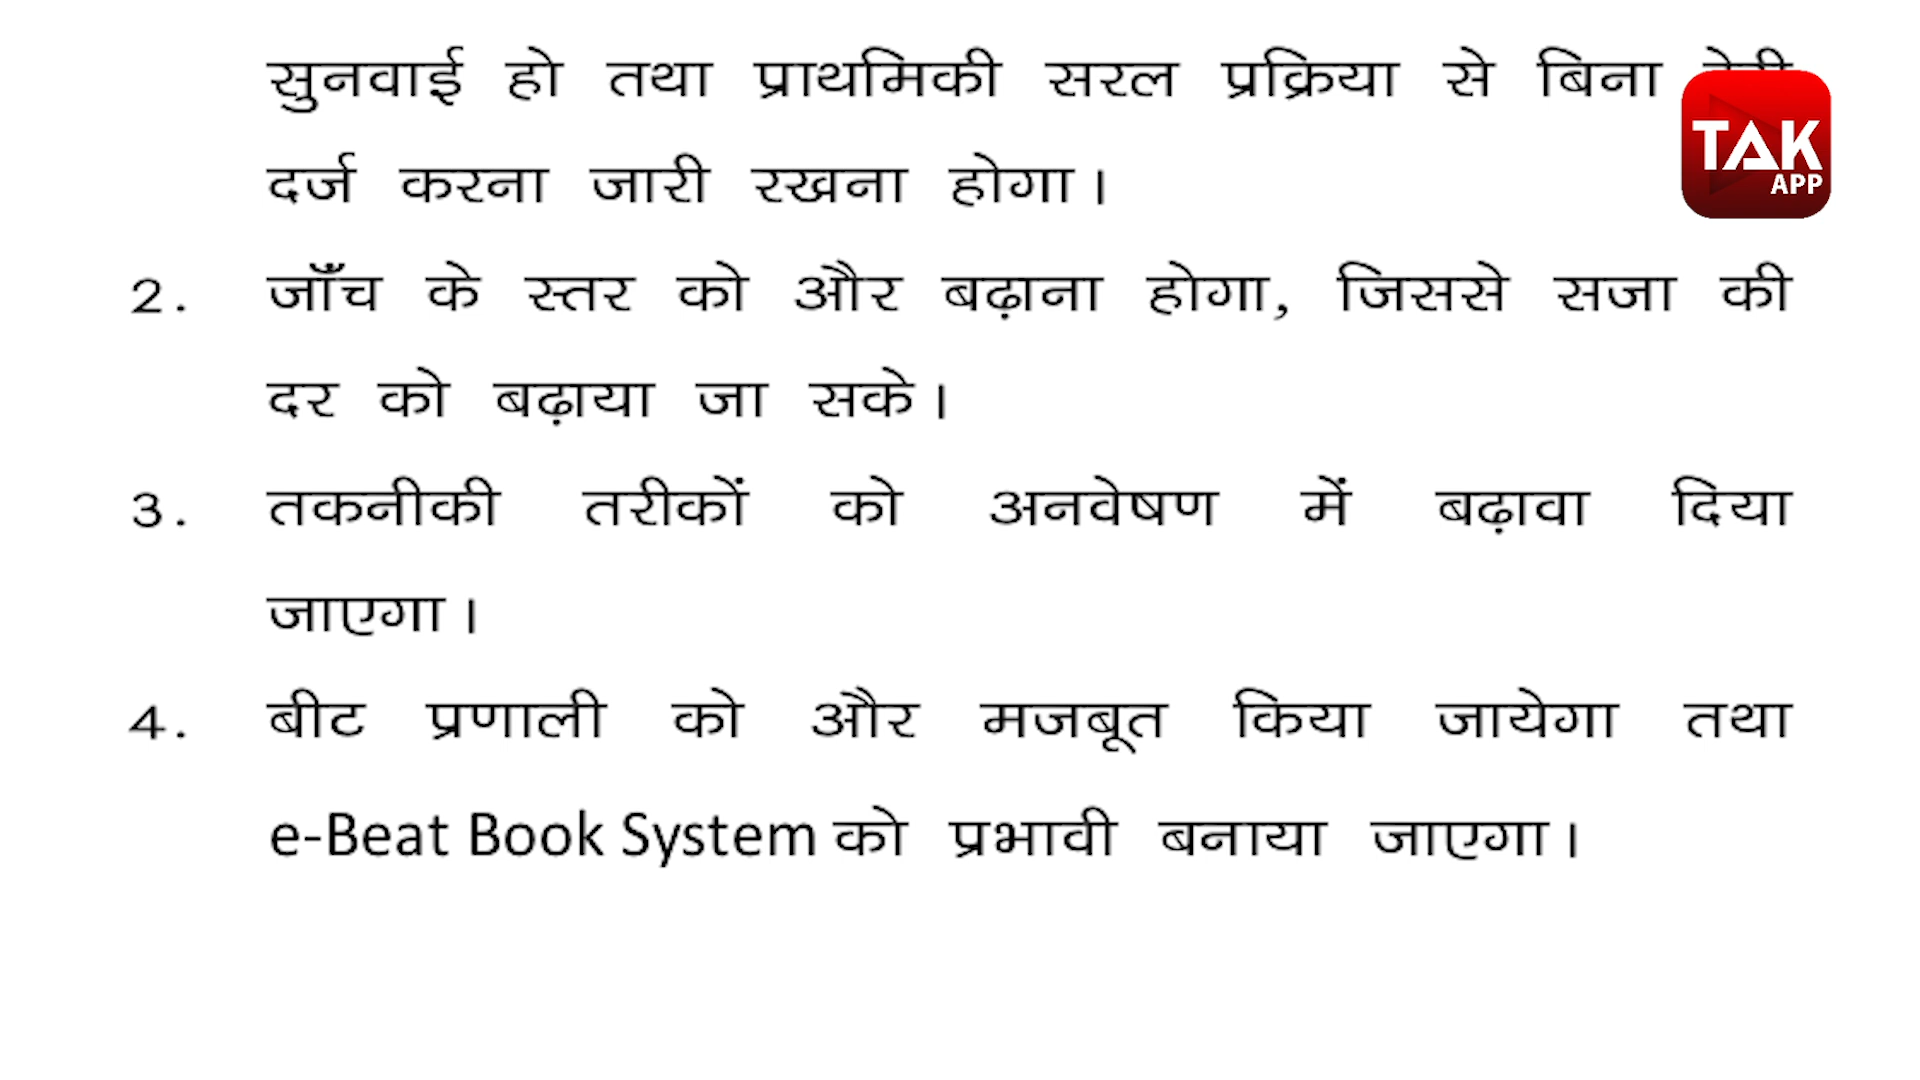 सुनवाई हो तथा प्राथमिकी सरल प्रक्रिया से बिना
TAK APP
दर्ज करना जारी रखना होगा।
2. जाँच के स्तर को और बढ़ाना होगा, जिससे सजा की
दर को बढ़ाया जा सके।
3. तकनीकी तरीकों को अनवेषण में बढ़ावा दिया
जाएगा।
4. बीट प्रणाली को और मजबूत किया जायेगा तथा
e-Beat Book System को प्रभावी बनाया जाएगा।